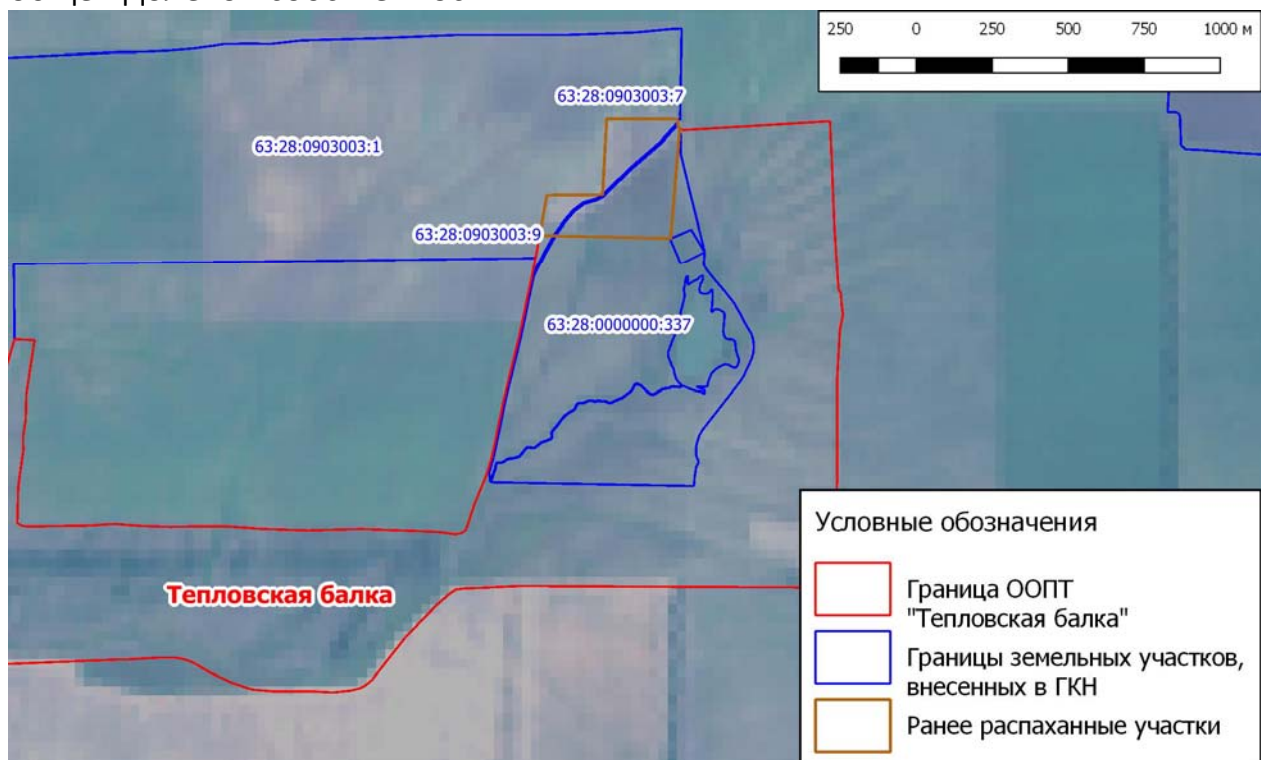 250 0 250 500 750 1000 м
63:28:0903003:7
63:28:0903003:1
63:28:0903003:9
63:28:0000000:337
Тепловская балка
Условные обозначения
Граница ООПТ
"Тепловская балка"
Границы земельных участков,
внесенных в ГКН
Ранее распаханные участки